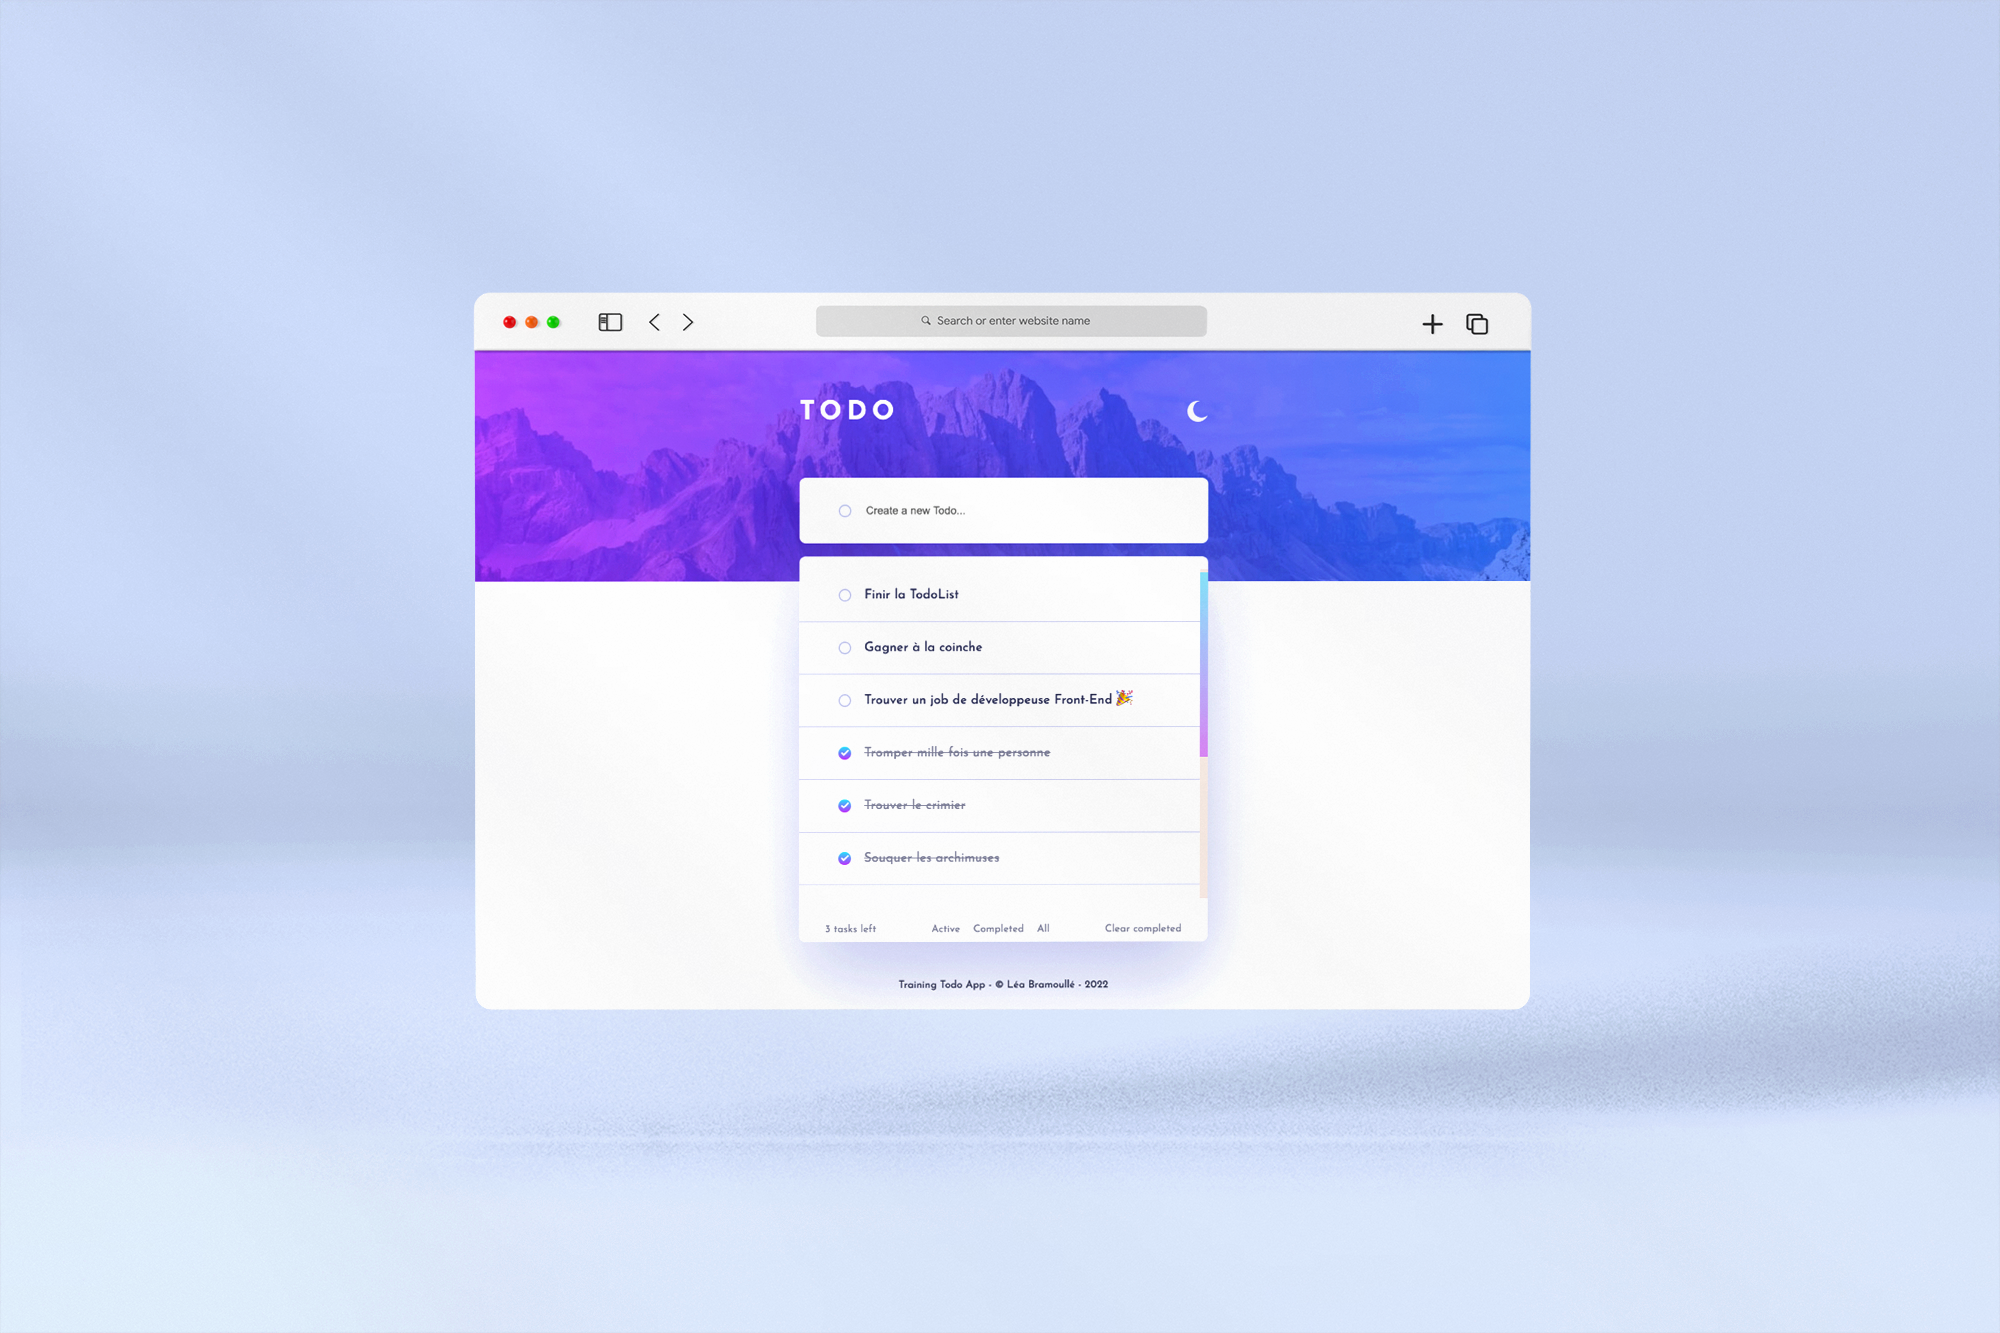 Search or enter website name
TODO
Create a new Todo...
Finir la TodoList
Gagner à la coinche
Trouver un job de développeuse Front-End 🎉
Tromper mille fois une personne
Trouver le crimier
Souquer les archimuses
3 tasks left Active Completed All Clear completed
Training Todo App - © Léa Bramoullé - 2022